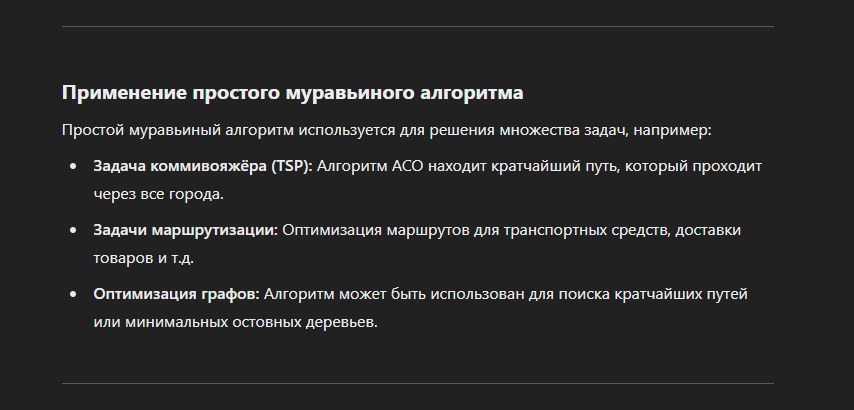 Применение простого муравьиного алгоритма
Простой муравьиный алгоритм используется для решения множества задач, например:
• Задача коммивояжёра (TSP): Алгоритм ACO находит кратчайший путь, который проходит
через все города.
• Задачи маршрутизации: Оптимизация маршрутов для транспортных средств, доставки
товаров и т.д.
• Оптимизация графов: Алгоритм может быть использован для поиска кратчайших путей
или минимальных остовных деревьев.